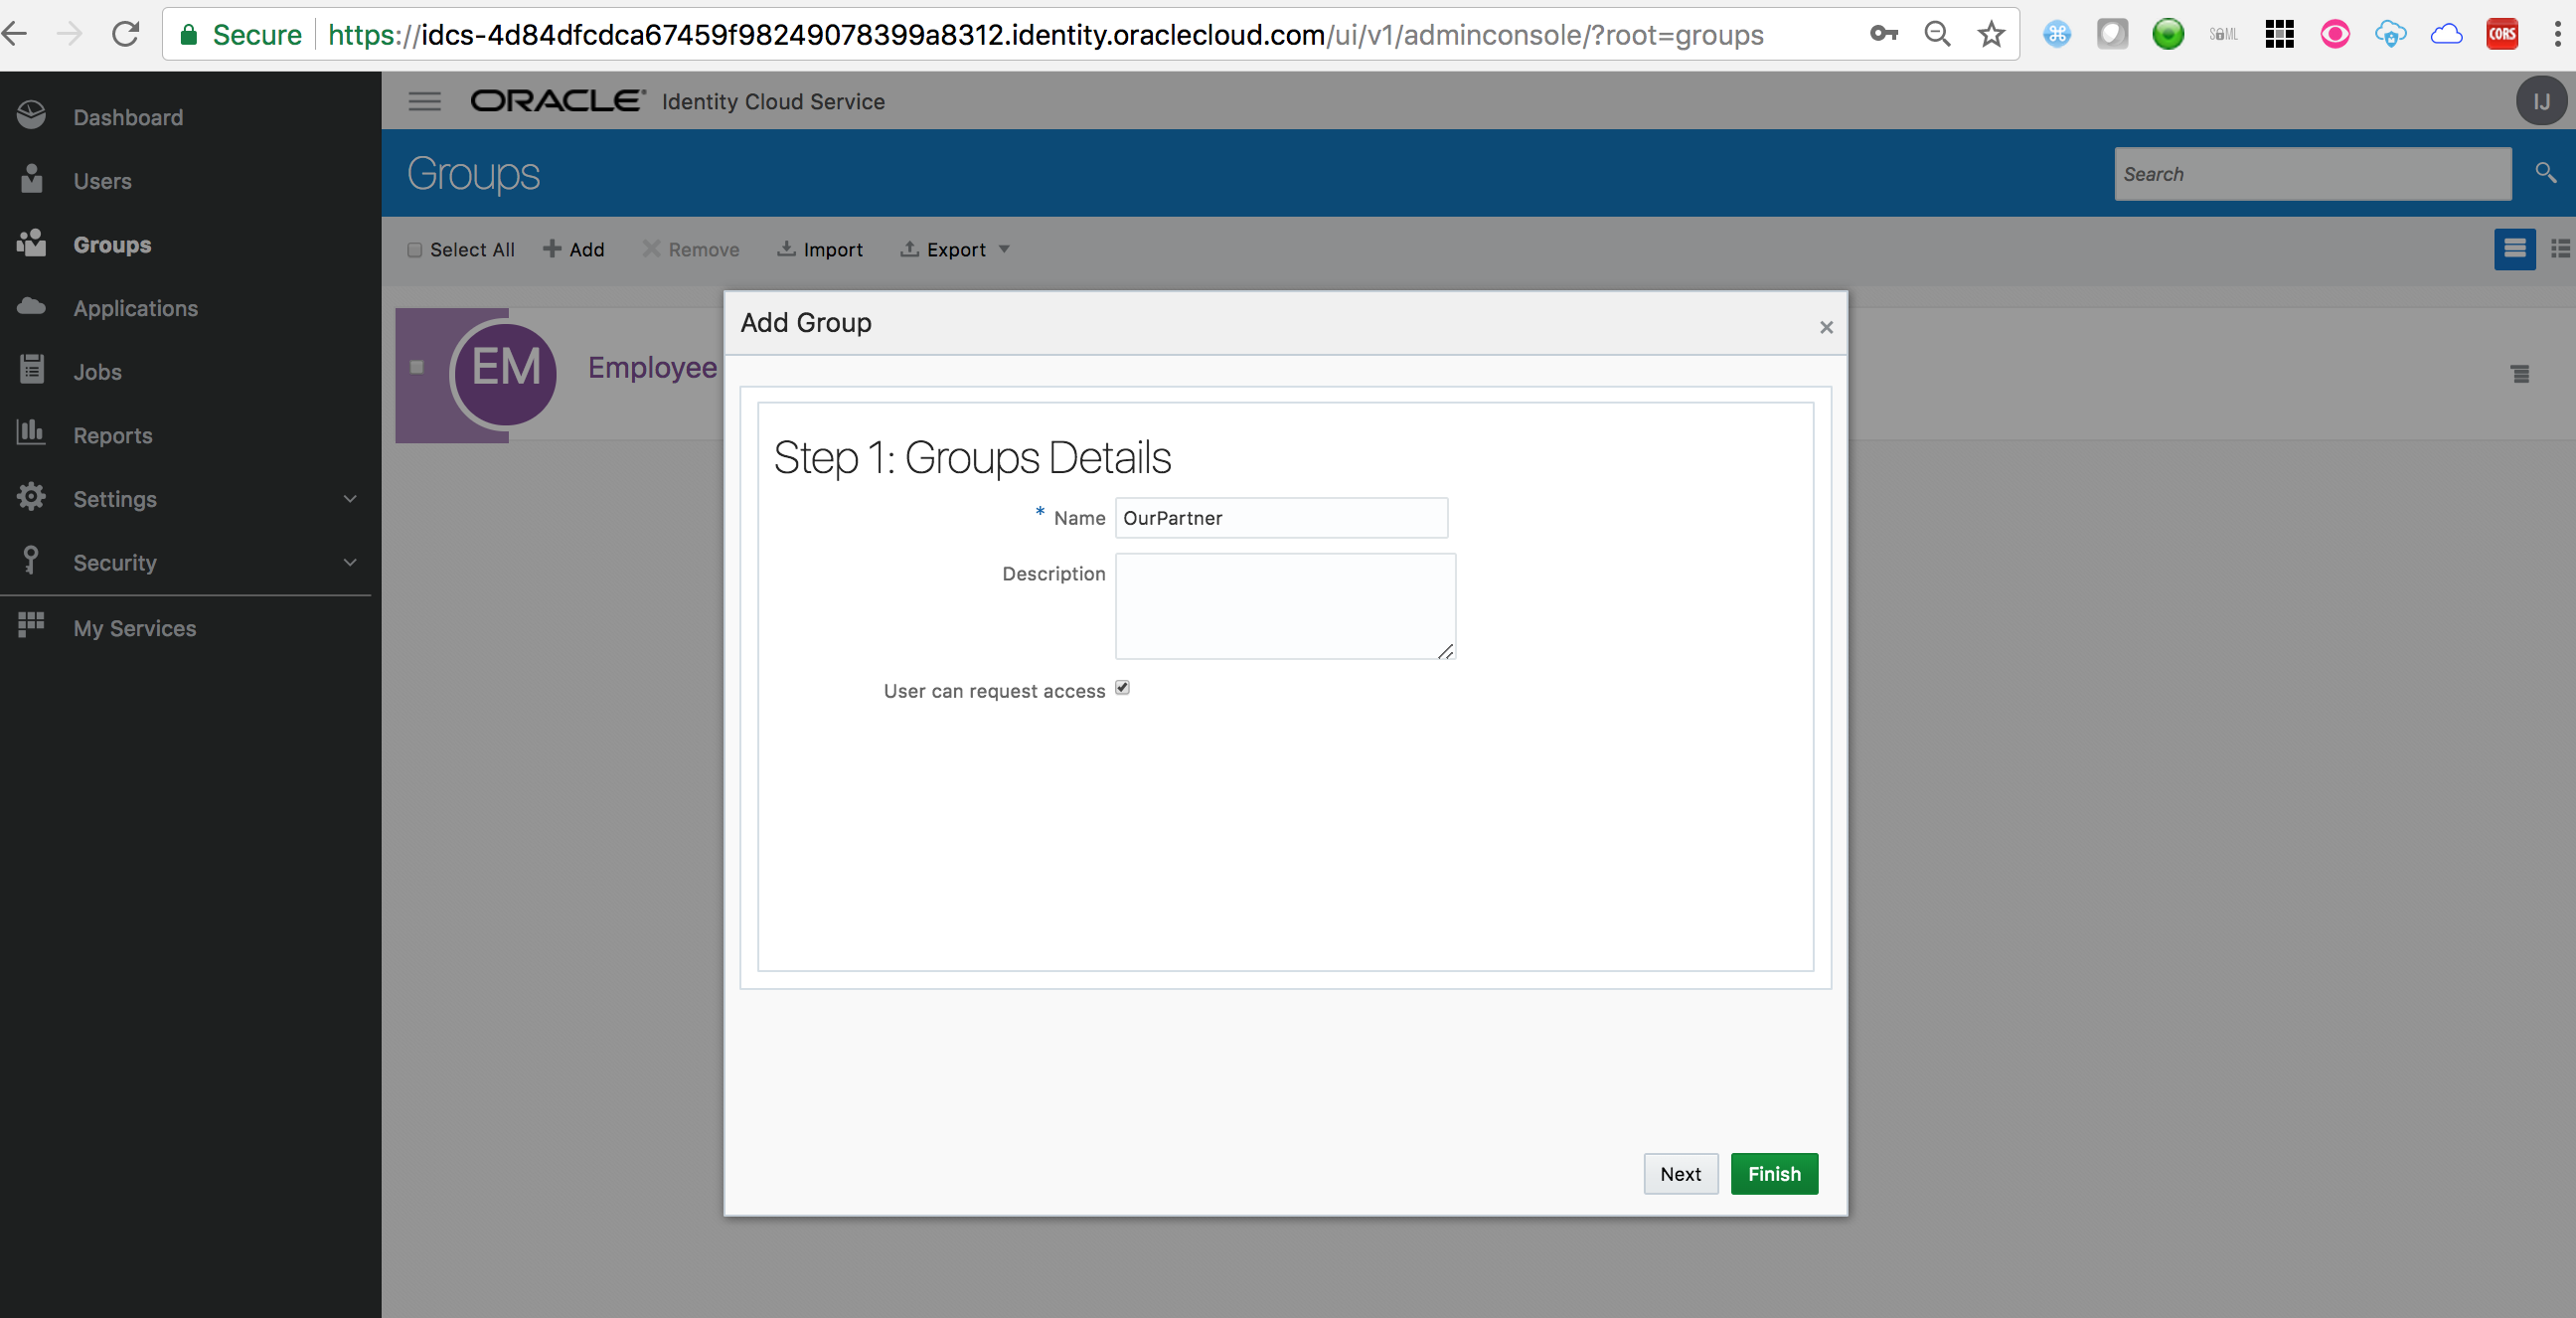 Secure https://idcs-4d84dfcdca67459f98249078399a8312.identity.oraclecloud.com/ui/v1/adminconsole/?root=groups
SAML
CORS
Dashboard
Users
Groups
Applications
Jobs
Reports
Settings
Security
My Services
ORACLE® Identity Cloud Service
IJ
Groups
Search
Select All Add Remove Import Export
EM Employee
Add Group
×
Step 1: Groups Details
* Name OurPartner
Description
User can request access
Next Finish